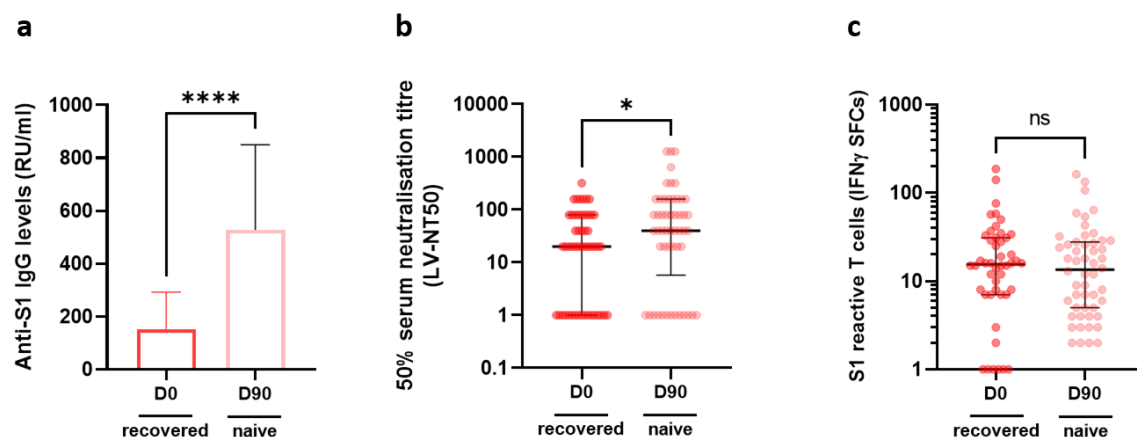 a
Anti-S1 IgG levels (RU/ml)
1000
800
600
400
200
0
****
D0
D90
recovered
naive
b
50% serum neutralisation titre
(LV-NT50)
10000
1000
100
10
1
0.1
*
D0
D90
recovered
naive
c
S1 reactive T cells (IFNγ SFCs)
1000
100
10
1
ns
D0
D90
recovered
naive